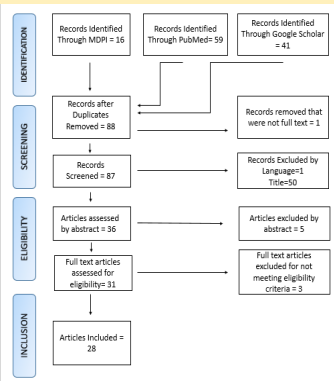 IDENTIFICATION
Records Identified
Through MDPI = 16
Records Identified
Through PubMed= 59
Records Identified
Through Google Scholar
= 41
SCREENING
Records after
Duplicates
Removed = 88
Records removed that
were not full text = 1
Records
Screened = 87
Records Excluded by
Language=1
Title=50
ELIGIBILITY
Articles assessed
by abstract = 36
Articles excluded by
abstract = 5
Full text articles
assessed for
eligibility= 31
Full text articles
excluded for not
meeting eligibility
criteria = 3
INCLUSION
Articles Included =
28